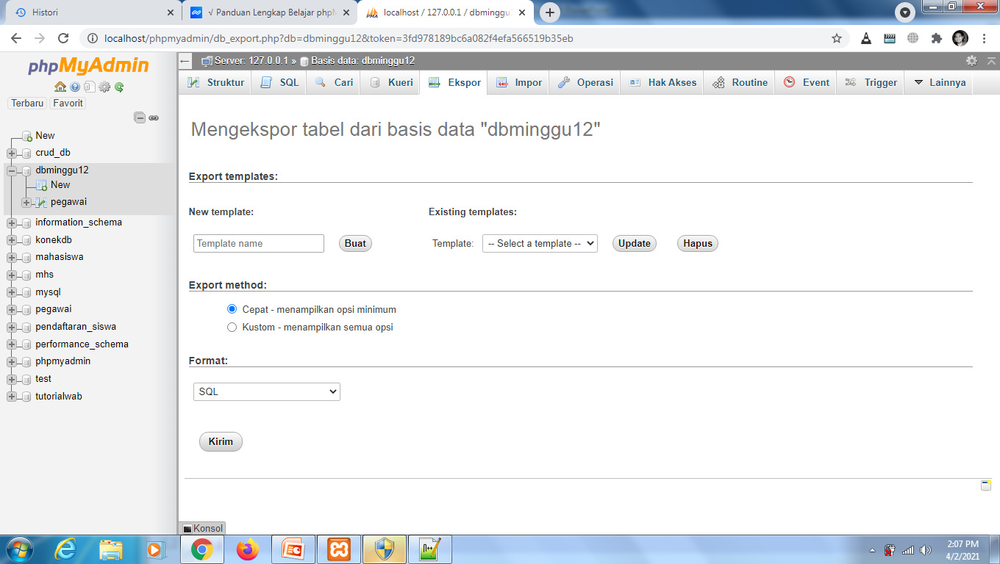 Histori
√ Panduan Lengkap Belajar phpM
localhost / 127.0.0.1 / dbminggu
localhost/phpmyadmin/db_export.php?db=dbminggu12&token=3fd978189bc6a082f4efa566519b35eb
phpMyAdmin
Terbaru Favorit
New
crud_db
dbminggu12
New
pegawai
information_schema
konekdb
mahasiswa
mhs
mysql
pegawai
pendaftaran_siswa
performance_schema
phpmyadmin
test
tutorialwab
Server: 127.0.0.1 » Basis data: dbminggu12
Struktur SQL Cari Kueri Ekspor Impor Operasi Hak Akses Routine Event Trigger Lainnya
Mengekspor tabel dari basis data "dbminggu12"
Export templates:
New template: Existing templates:
Template name Buat Template: -- Select a template -- Update Hapus
Export method:
Cepat - menampilkan opsi minimum
Kustom - menampilkan semua opsi
Format:
SQL
Kirim
Konsol
2:07 PM
4/2/2021